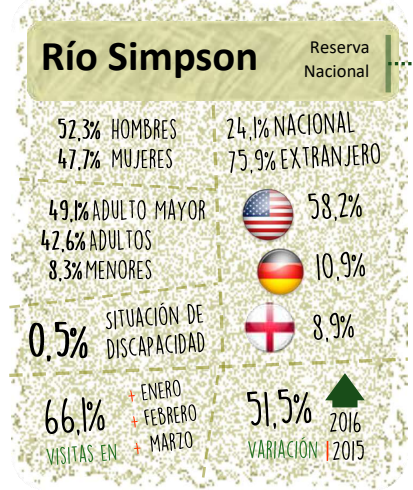 Río Simpson
Reserva
Nacional
52,3% HOMBRES
47,7% MUJERES
24,1% NACIONAL
75,9% EXTRANJERO
49,1% ADULTO MAYOR
42,6% ADULTOS
8,3% MENORES
58,2%
10,9%
8,9%
0,5%
SITUACIÓN DE
DISCAPACIDAD
66,1%
VISITAS EN
+ ENERO
+ FEBRERO
+ MARZO
51,5%
VARIACIÓN
2016
2015